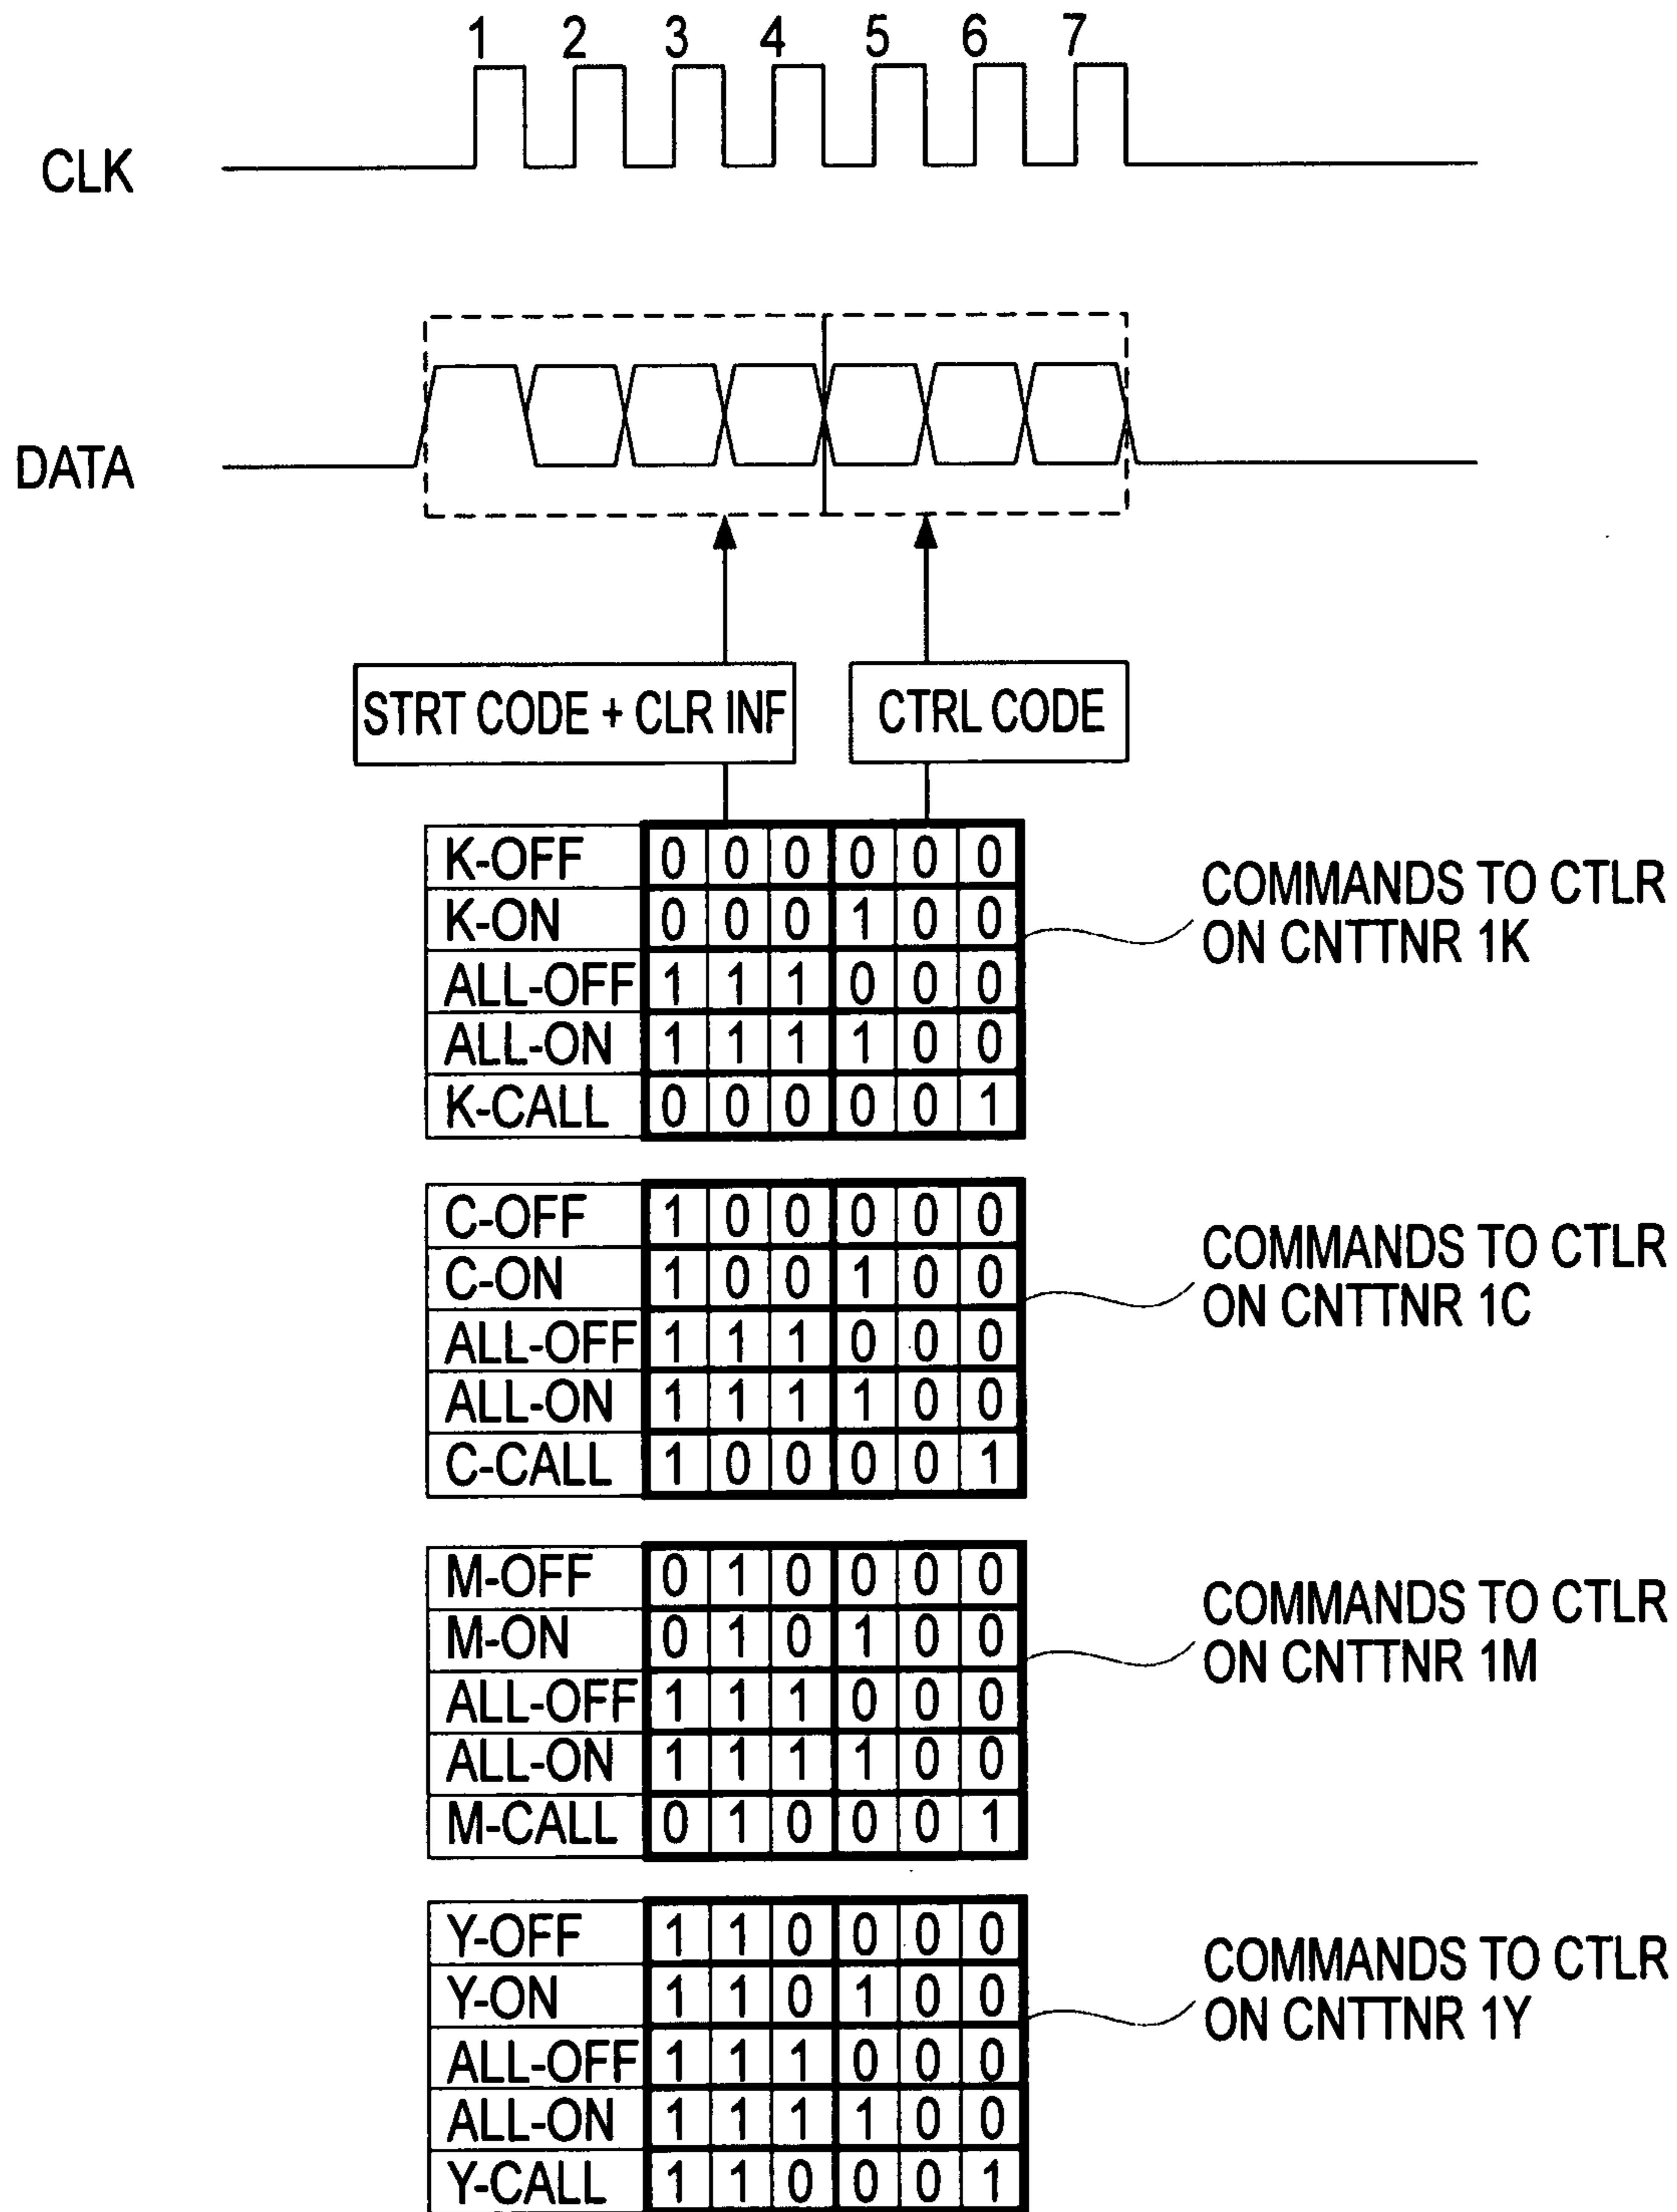 1 2 3 4 5 6 7
CLK
DATA
STRT CODE + CLR INF
CTRL CODE
K-OFF 0 0 0 0 0 0
K-ON 0 0 0 1 0 0
ALL-OFF 1 1 1 0 0 0
ALL-ON 1 1 1 1 0 0
K-CALL 0 0 0 0 0 1
COMMANDS TO CTLR
ON CNTTNR 1K
C-OFF 1 0 0 0 0 0
C-ON 1 0 0 1 0 0
ALL-OFF 1 1 1 0 0 0
ALL-ON 1 1 1 1 0 0
C-CALL 1 0 0 0 0 1
COMMANDS TO CTLR
ON CNTTNR 1C
M-OFF 0 1 0 0 0 0
M-ON 0 1 0 1 0 0
ALL-OFF 1 1 1 0 0 0
ALL-ON 1 1 1 1 0 0
M-CALL 0 1 0 0 0 1
COMMANDS TO CTLR
ON CNTTNR 1M
Y-OFF 1 1 0 0 0 0
Y-ON 1 1 0 1 0 0
ALL-OFF 1 1 1 0 0 0
ALL-ON 1 1 1 1 0 0
Y-CALL 1 1 0 0 0 1
COMMANDS TO CTLR
ON CNTTNR 1Y